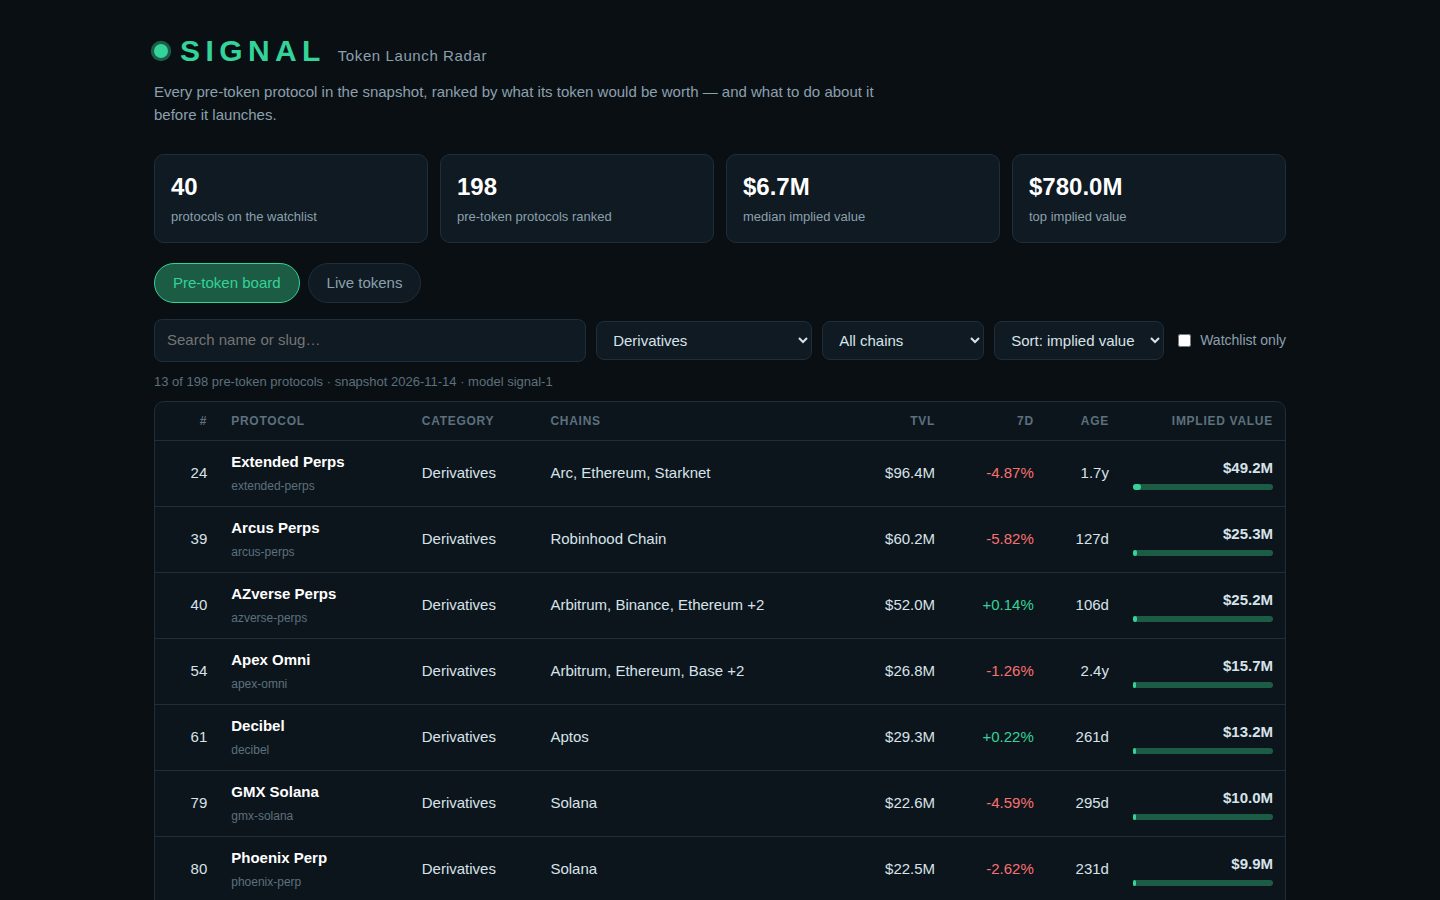 SIGNAL Token Launch Radar
Every pre-token protocol in the snapshot, ranked by what its token would be worth — and what to do about it
before it launches.
40
protocols on the watchlist
198
pre-token protocols ranked
$6.7M
median implied value
$780.0M
top implied value
Pre-token board
Live tokens
Search name or slug…
Derivatives
All chains
Sort: implied value
Watchlist only
13 of 198 pre-token protocols · snapshot 2026-11-14 · model signal-1
# PROTOCOL CATEGORY CHAINS TVL 7D AGE IMPLIED VALUE
24 Extended Perps Derivatives Arc, Ethereum, Starknet $96.4M -4.87% 1.7y $49.2M
extended-perps
39 Arcus Perps Derivatives Robinhood Chain $60.2M -5.82% 127d $25.3M
arcus-perps
40 AZverse Perps Derivatives Arbitrum, Binance, Ethereum +2 $52.0M +0.14% 106d $25.2M
azverse-perps
54 Apex Omni Derivatives Arbitrum, Ethereum, Base +2 $26.8M -1.26% 2.4y $15.7M
apex-omni
61 Decibel Derivatives Aptos $29.3M +0.22% 261d $13.2M
decibel
79 GMX Solana Derivatives Solana $22.6M -4.59% 295d $10.0M
gmx-solana
80 Phoenix Perp Derivatives Solana $22.5M -2.62% 231d $9.9M
phoenix-perp